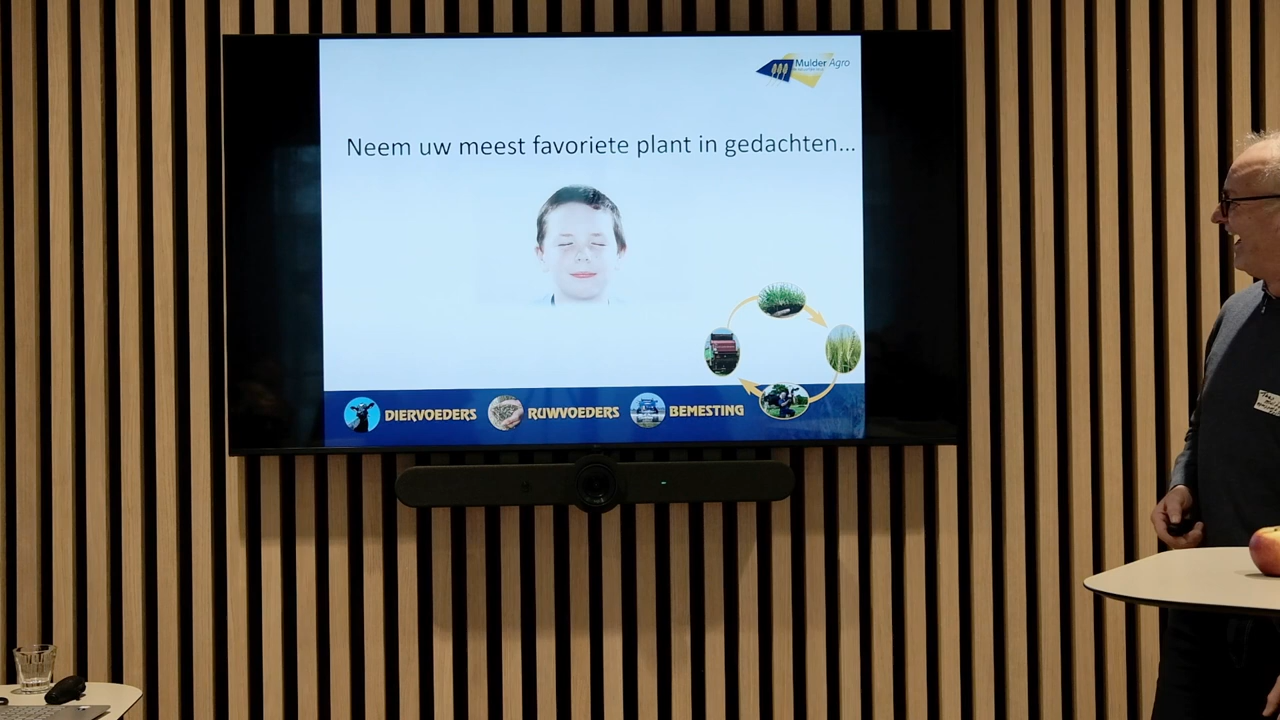 Mulder Agro
Neem uw meest favoriete plant in gedachten...
DIERVOEDERS
RUWVOEDERS
BEMESTING